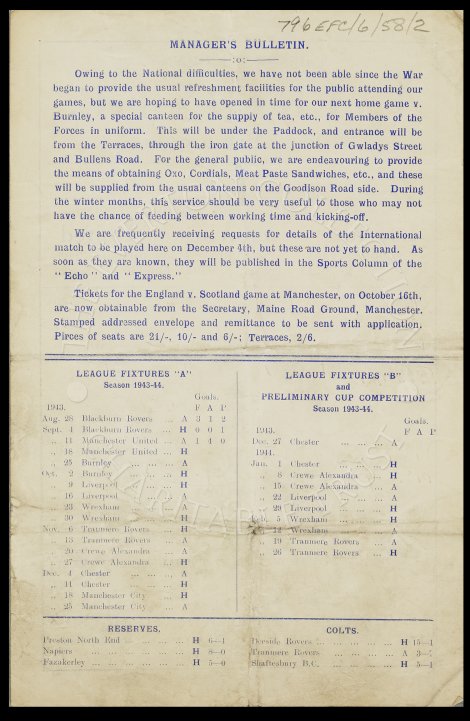 796 EFC/6/58/2
MANAGER'S BULLETIN.
Owing to the National difficulties, we have not been able since the War
began to provide the usual refreshment facilities for the public attending our
games, but we are hoping to have opened in time for our next home game v.
Burnley, a special canteen for the supply of tea, etc., for Members of the
Forces in uniform. This will be under the Paddock, and entrance will be
from the Terraces, through the iron gate at the junction of Gwladys Street
and Bullens Road. For the general public, we are endeavouring to provide
the means of obtaining Oxo, Cordials, Meat Paste Sandwiches, etc., and these
will be supplied from the usual canteens on the Goodison Road side. During
the winter months, this service should be very useful to those who may not
have the chance of feeding between working time and kicking-off.
We are frequently receiving requests for details of the International
match to be played here on December 4th, but these are not yet to hand. As
soon as they are known, they will be published in the Sports Column of the
"Echo" and "Express."
Tickets for the England v. Scotland game at Manchester, on October 16th,
are now obtainable from the Secretary, Maine Road Ground, Manchester.
Stamped addressed envelope and remittance to be sent with application,
Pirces of seats are 21/-, 10/- and 6/-; Terraces, 2/6.
LEAGUE FIXTURES "A"
Season 1943-44.
Goals.
1943. F A P
Aug. 28 Blackburn Rovers ... A 3 1 2
Sept. 4 Blackburn Rovers ... H 0 0 1
,, 11 Manchester United ... A 1 4 0
,, 18 Manchester United ... H
,, 25 Burnley ... ... A
Oct. 2 Burnley ... ... H
,, 9 Liverpool ... ... H
,, 16 Liverpool ... ... A
,, 23 Wrexham ... ... A
,, 30 Wrexham ... ... H
Nov. 6 Tranmere Rovers ... H
,, 13 Tranmere Rovers ... A
,, 20 Crewe Alexandra ... A
,, 27 Crewe Alexandra ... H
Dec. 4 Chester ... ... ... A
,, 11 Chester ... ... ... H
,, 18 Manchester City ... H
,, 25 Manchester City ... A
LEAGUE FIXTURES "B"
and
PRELIMINARY CUP COMPETITION
Season 1943-44.
Goals.
1943. F A P
Dec. 27 Chester ... ... ... A
1944.
Jan. 1 Chester ... ... ... H
,, 8 Crewe Alexandra ... H
,, 15 Crewe Alexandra ... A
,, 22 Liverpool ... ... A
,, 29 Liverpool ... ... H
Feb. 5 Wrexham ... ... H
,, 12 Wrexham ... ... A
,, 19 Tranmere Rovers ... A
,, 26 Tranmere Rovers ... H
RESERVES.
Preston North End ... ... ... ... H 6—1
Napiers ... ... ... ... ... H 8—0
Fazakerley ... ... ... ... ... H 5—0
COLTS.
Deeside Rovers ... ... ... ... H 15—1
Tranmere Rovers ... ... ... A
Shaftesbury B.C. ... ... ... ... H 5—1